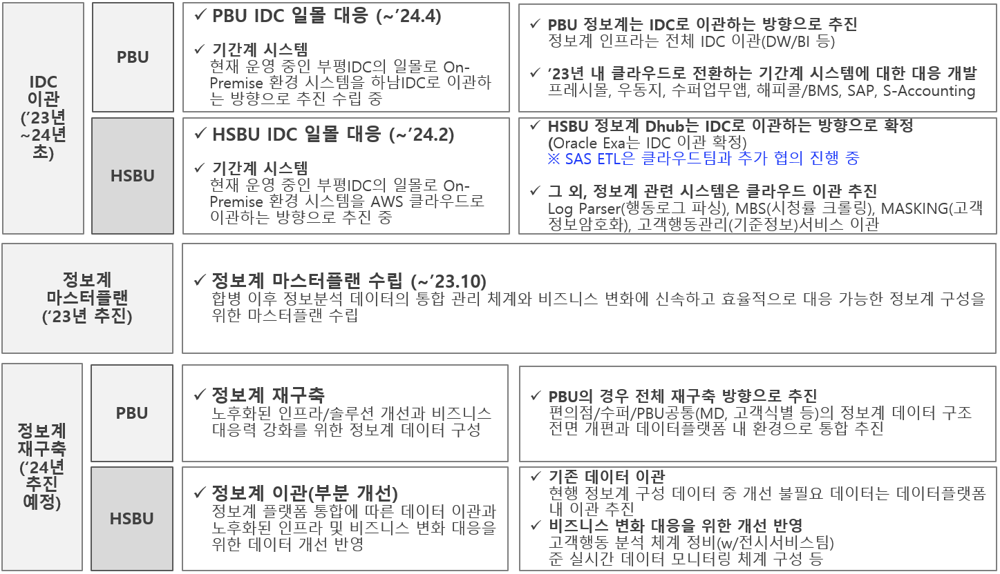 IDC
이관
(’23년
~24년
초)
PBU
✓ PBU IDC 일몰 대응 (~’24.4)
✓ 기간계 시스템
현재 운영 중인 부평IDC의 일몰로 On-
Premise 환경 시스템을 하남IDC로 이관하
는 방향으로 추진 수립 중
✓ PBU 정보계는 IDC로 이관하는 방향으로 추진
정보계 인프라는 전체 IDC 이관(DW/BI 등)
✓ ’23년 내 클라우드로 전환하는 기간계 시스템에 대한 대응 개발
프레시몰, 우동지, 수퍼업무앱, 해피콜/BMS, SAP, S-Accounting
HSBU
✓ HSBU IDC 일몰 대응 (~’24.2)
✓ 기간계 시스템
현재 운영 중인 부평IDC의 일몰로 On-
Premise 환경 시스템을 AWS 클라우드로
이관하는 방향으로 추진 중
✓ HSBU 정보계 Dhub는 IDC로 이관하는 방향으로 확정
(Oracle Exa는 IDC 이관 확정)
※ SAS ETL은 클라우드팀과 추가 협의 진행 중
✓ 그 외, 정보계 관련 시스템은 클라우드 이관 추진
Log Parser(행동로그 파싱), MBS(시청률 크롤링), MASKING(고객
정보암호화), 고객행동관리(기준정보)서비스 이관
정보계
마스터플랜
(‘23년 추진)
✓ 정보계 마스터플랜 수립 (~’23.10)
합병 이후 정보분석 데이터의 통합 관리 체계와 비즈니스 변화에 신속하고 효율적으로 대응 가능한 정보계 구성을
위한 마스터플랜 수립
정보계
재구축
(‘24년
추진
예정)
PBU
✓ 정보계 재구축
노후화된 인프라/솔루션 개선과 비즈니스
대응력 강화를 위한 정보계 데이터 구성
✓ PBU의 경우 전체 재구축 방향으로 추진
편의점/수퍼/PBU공통(MD, 고객식별 등)의 정보계 데이터 구조
전면 개편과 데이터플랫폼 내 환경으로 통합 추진
HSBU
✓ 정보계 이관(부분 개선)
정보계 플랫폼 통합에 따른 데이터 이관과
노후화된 인프라 및 비즈니스 변화 대응을
위한 데이터 개선 반영
✓ 기존 데이터 이관
현행 정보계 구성 데이터 중 개선 불필요 데이터는 데이터플랫폼
내 이관 추진
✓ 비즈니스 변화 대응을 위한 개선 반영
고객행동 분석 체계 정비(w/전시서비스팀)
준 실시간 데이터 모니터링 체계 구성 등